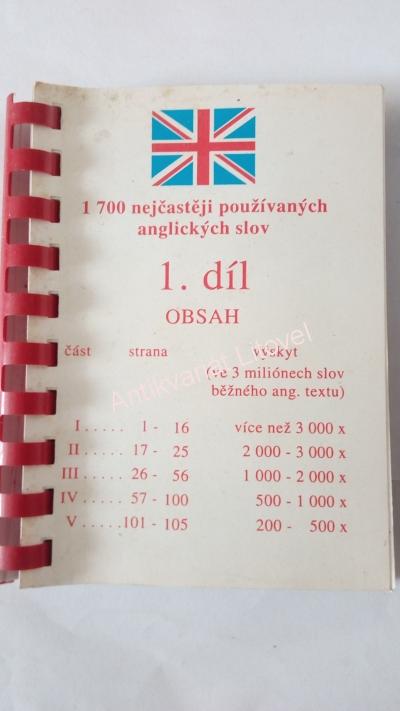 1 700 nejčastěji používaných
anglických slov
1. díl
OBSAH
část strana výskyt
(ve 3 miliónech slov
běžného ang. textu)
I ..... 1 - 16 více než 3 000 x
II ..... 17 - 25 2 000 - 3 000 x
III ..... 26 - 56 1 000 - 2 000 x
IV ..... 57 - 100 500 - 1 000 x
V ..... 101 - 105 200 - 500 x
Antikvariát Litovel